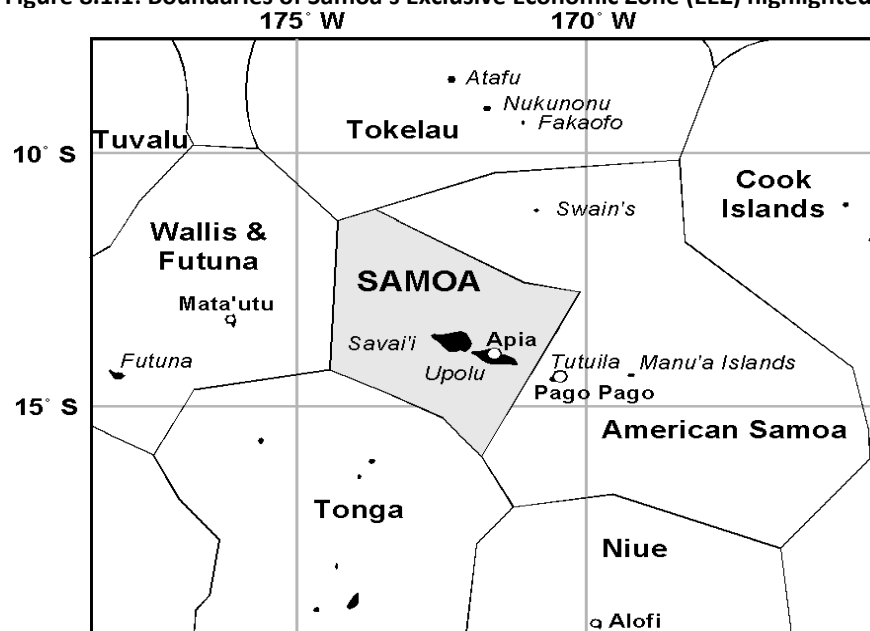 Figure 8.1.1: Boundaries of Samoa's Exclusive Economic Zone (EEZ) highlighted
175° W
170° W
Atafu
Nukunonu
Fakaofo
Tokelau
Tuvalu
10° S
Cook
Islands
Swain's
Wallis &
Futuna
SAMOA
Mata'utu
Savai'i
Apia
Futuna
Upolu
Tutuila
Manu'a Islands
Pago Pago
15° S
American Samoa
Tonga
Niue
Alofi